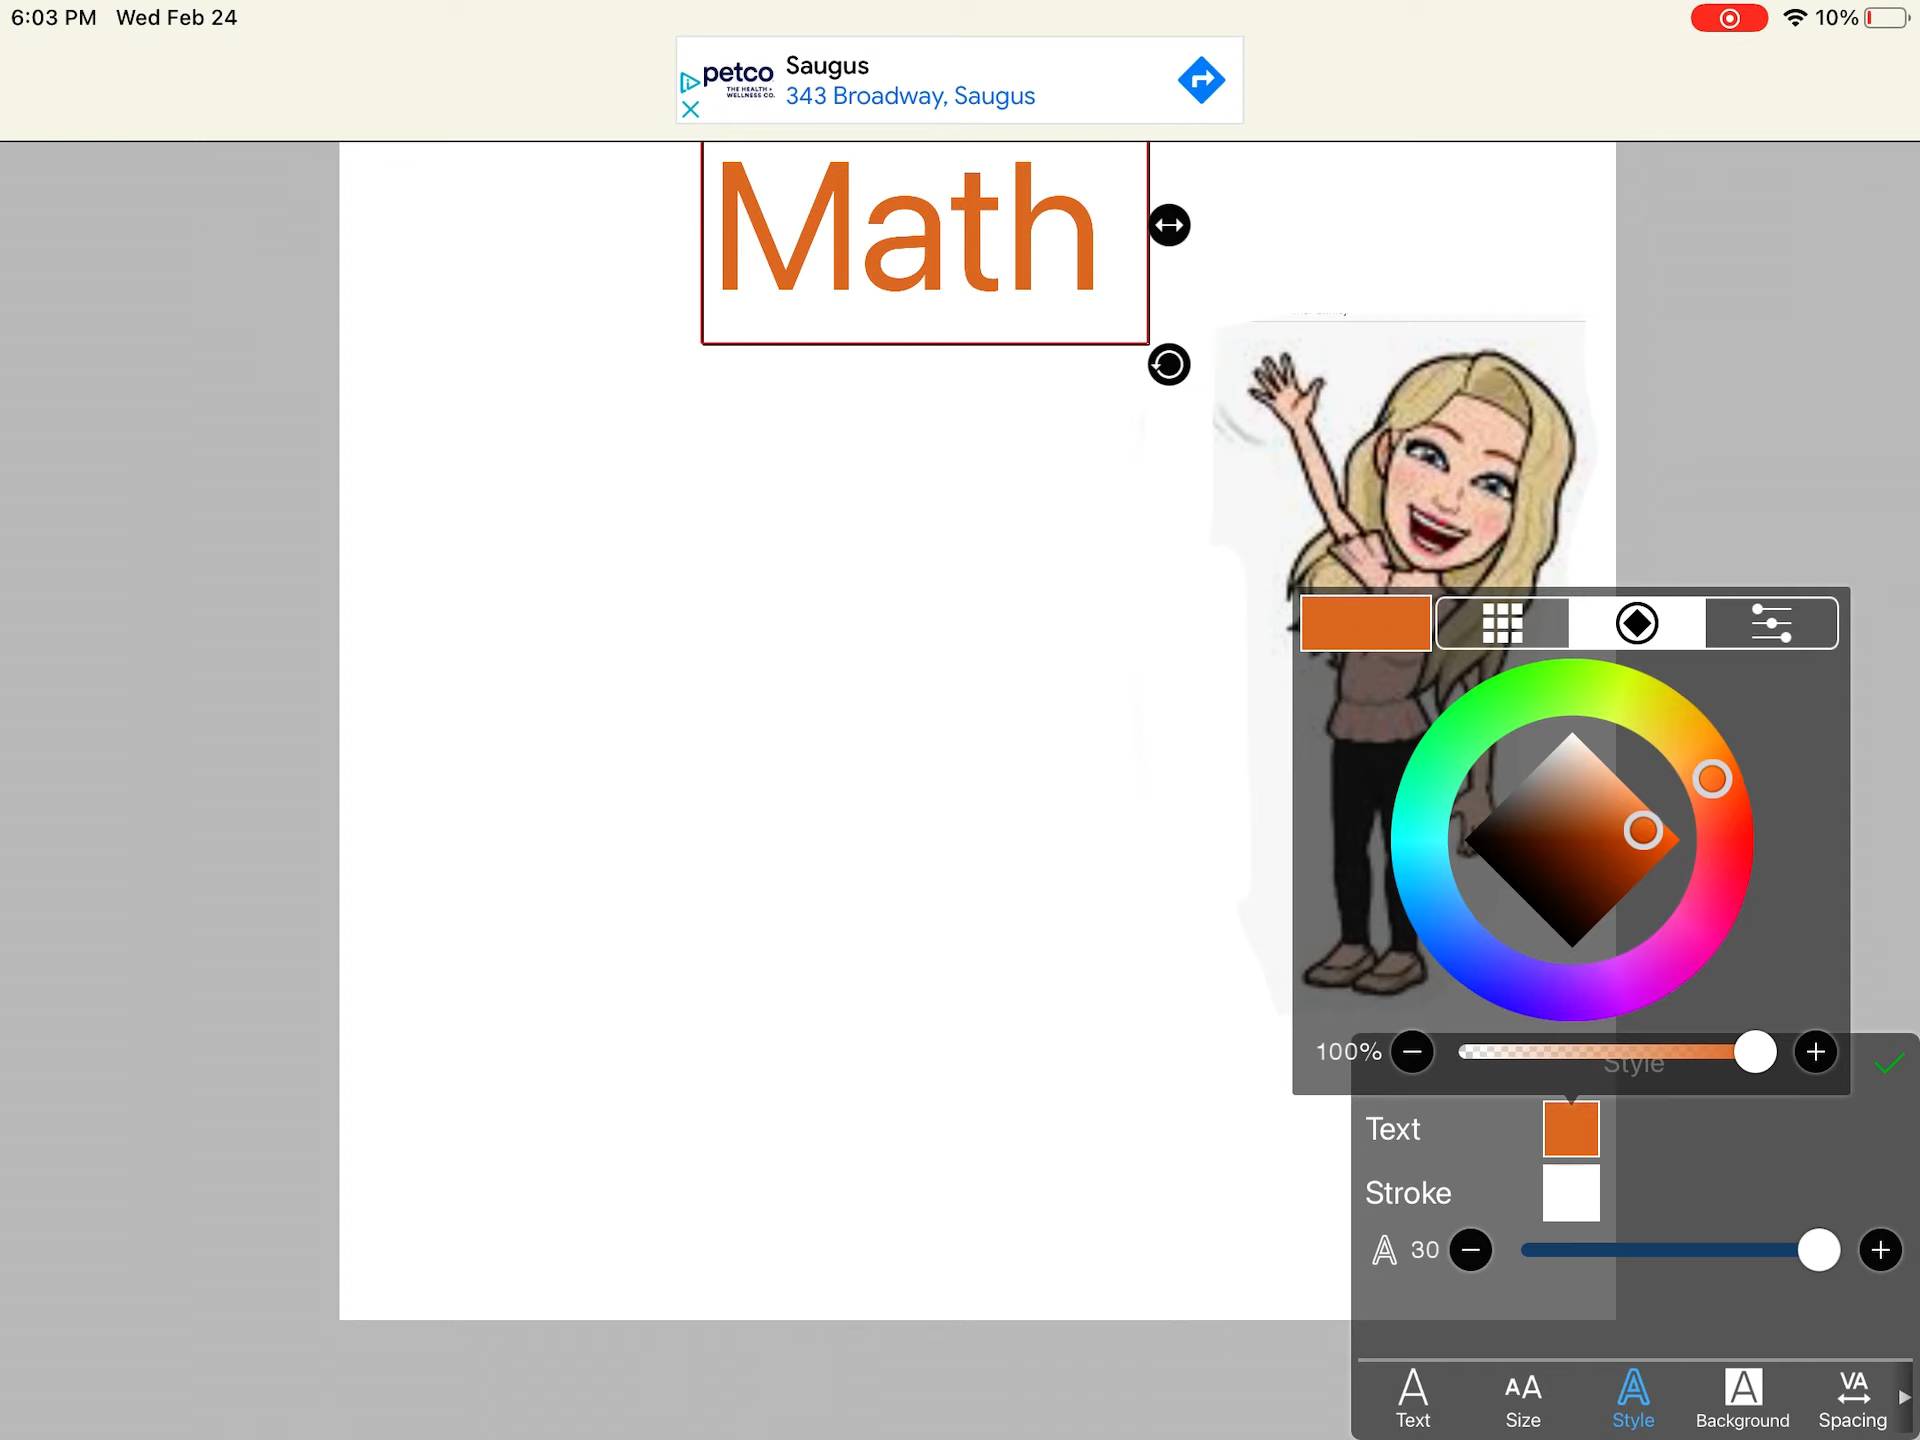 6:03 PM Wed Feb 24
10%
petco
THE HEALTH +
WELLNESS CO.
Saugus
343 Broadway, Saugus
Math
100%
Style
Text
Stroke
A 30
A AA A A VA
Text Size Style Background Spacing